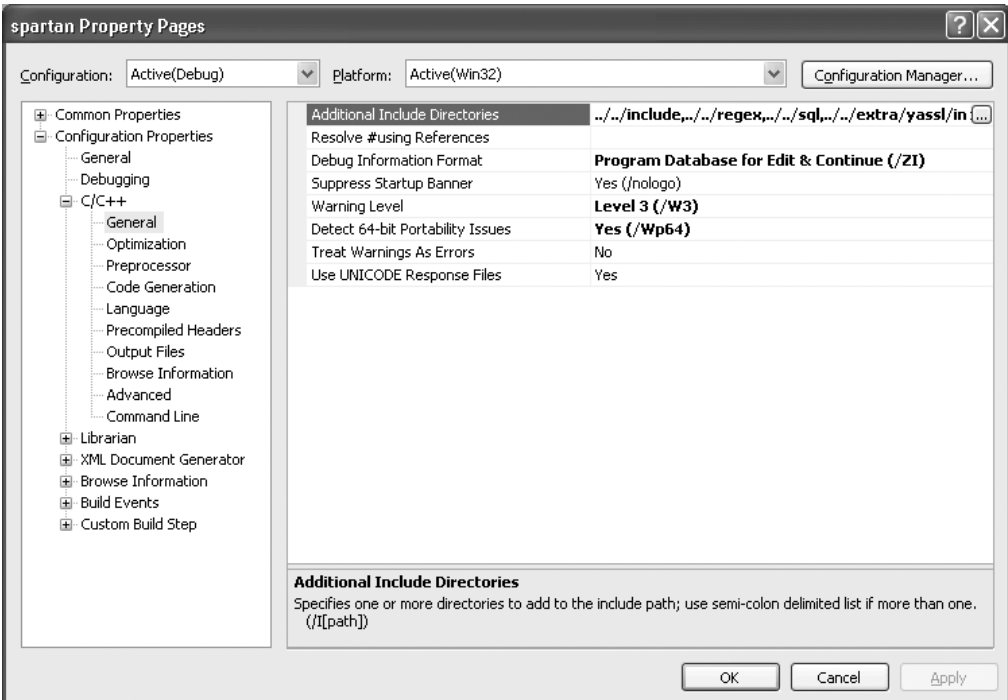 spartan Property Pages
Configuration: Active(Debug) Platform: Active(Win32) Configuration Manager...
Common Properties
Configuration Properties
General
Debugging
C/C++
General
Optimization
Preprocessor
Code Generation
Language
Precompiled Headers
Output Files
Browse Information
Advanced
Command Line
Librarian
XML Document Generator
Browse Information
Build Events
Custom Build Step
Additional Include Directories ../../include,../../regex,../../sql,../../extra/yassl/in ...
Resolve #using References
Debug Information Format Program Database for Edit & Continue (/ZI)
Suppress Startup Banner Yes (/nologo)
Warning Level Level 3 (/W3)
Detect 64-bit Portability Issues Yes (/Wp64)
Treat Warnings As Errors No
Use UNICODE Response Files Yes
Additional Include Directories
Specifies one or more directories to add to the include path; use semi-colon delimited list if more than one.
(/I[path])
OK Cancel Apply